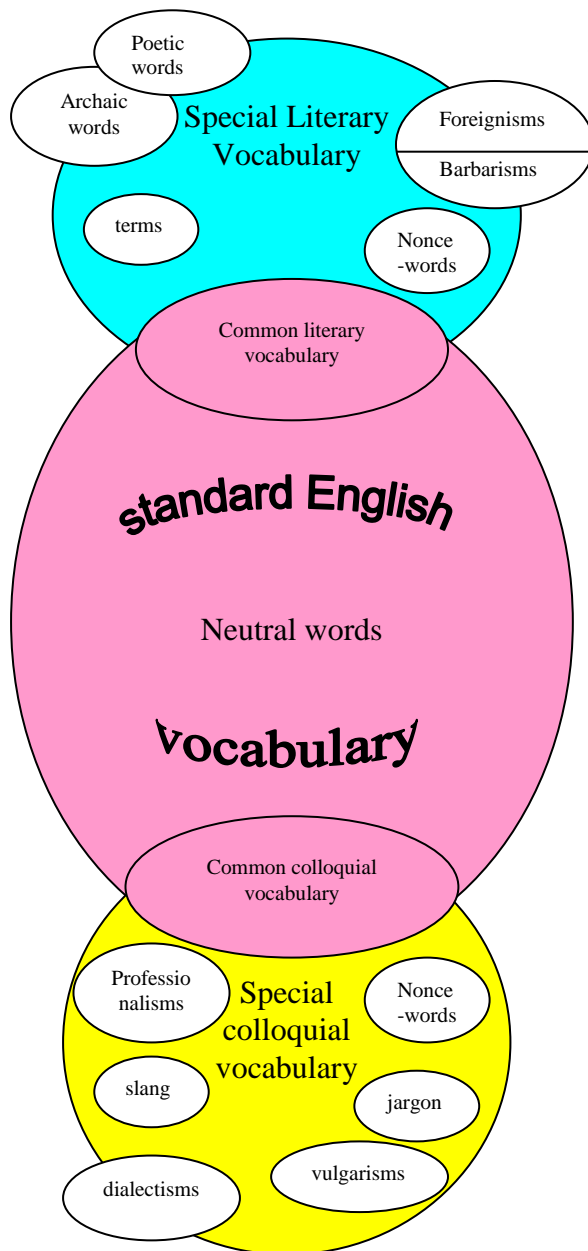 Poetic
words
Archaic
words
Special Literary
Vocabulary
Foreignisms
Barbarisms
terms
Nonce
-words
Common literary
vocabulary
standard English
Neutral words
vocabulary
Common colloquial
vocabulary
Professio
nalisms
Special
colloquial
vocabulary
Nonce
-words
slang
jargon
vulgarisms
dialectisms